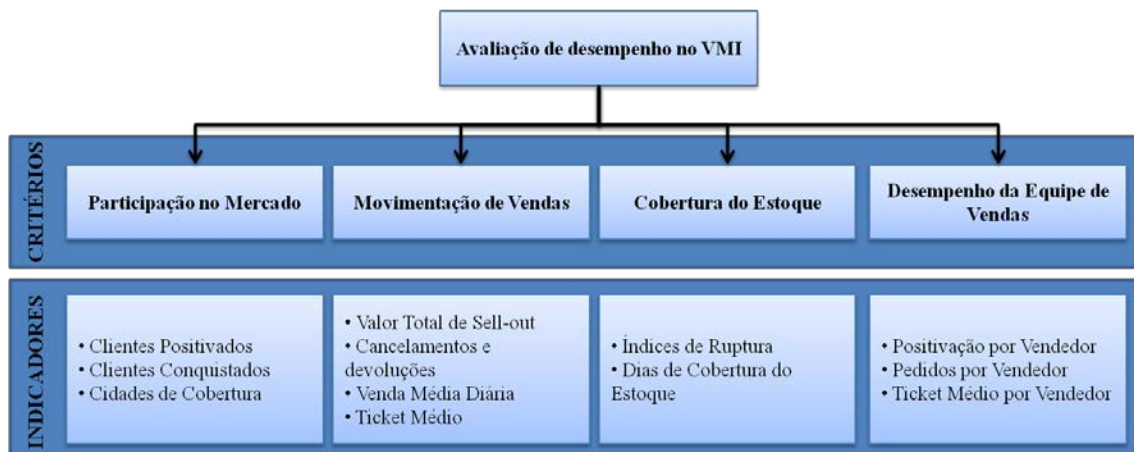 Avaliação de desempenho no VMI
CRITÉRIOS
Participação no Mercado
Movimentação de Vendas
Cobertura do Estoque
Desempenho da Equipe de
Vendas
INDICADORES
• Clientes Positivados
• Clientes Conquistados
• Cidades de Cobertura
• Valor Total de Sell-out
• Cancelamentos e
devoluções
• Venda Média Diária
• Ticket Médio
• Índices de Ruptura
• Dias de Cobertura do
Estoque
• Positivação por Vendedor
• Pedidos por Vendedor
• Ticket Médio por Vendedor